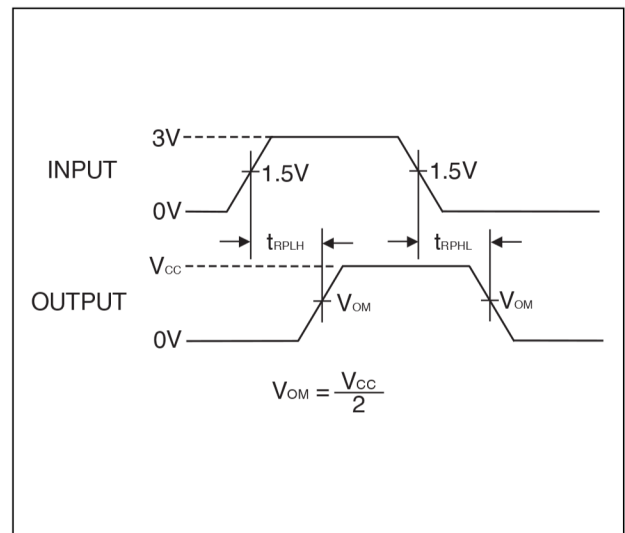 3V
INPUT
1.5V
1.5V
0V
tRPLH
tRPHL
VCC
OUTPUT
VOM
VOM
0V
VOM = VCC/2